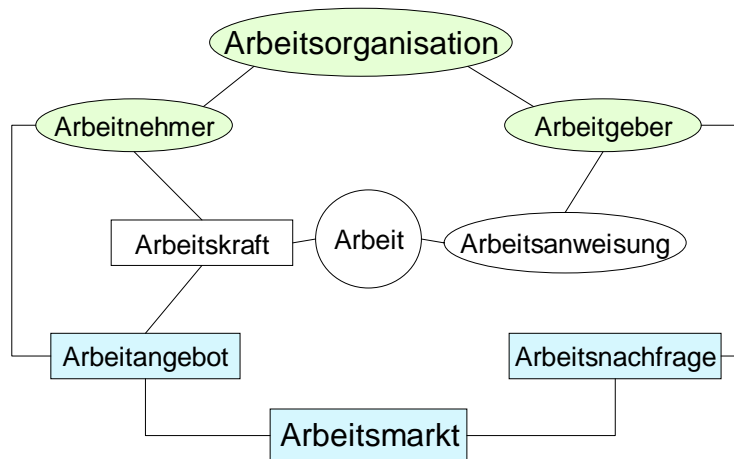 Arbeitsorganisation
Arbeitnehmer
Arbeitgeber
Arbeitskraft
Arbeit
Arbeitsanweisung
Arbeitangebot
Arbeitsnachfrage
Arbeitsmarkt